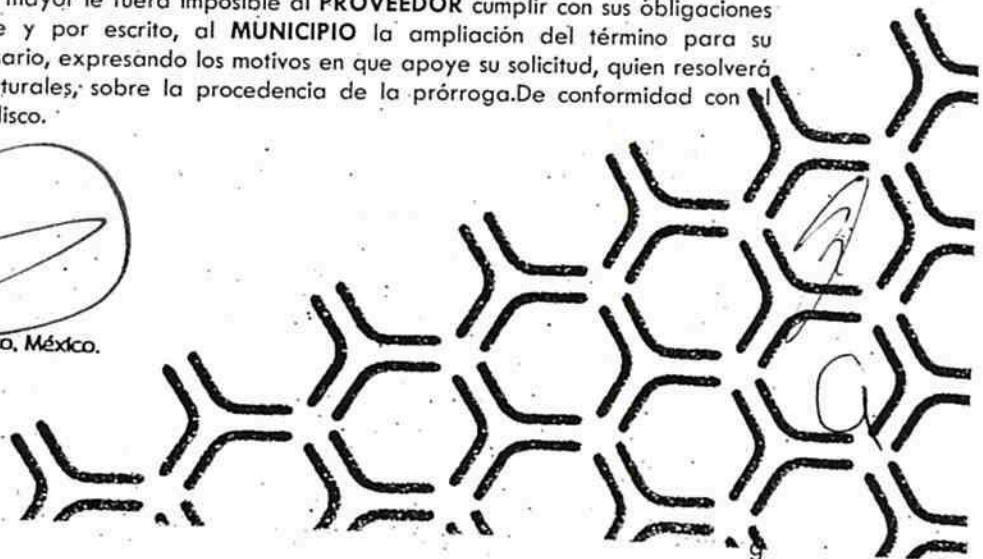 mayor le fuera imposible al PROVEEDOR cumplir con sus obligaciones
e y por escrito, al MUNICIPIO la ampliación del término para su
ario, expresando los motivos en que apoye su solicitud, quien resolverá
turales, sobre la procedencia de la prórroga.De conformidad con
lisco.
o, México.
9